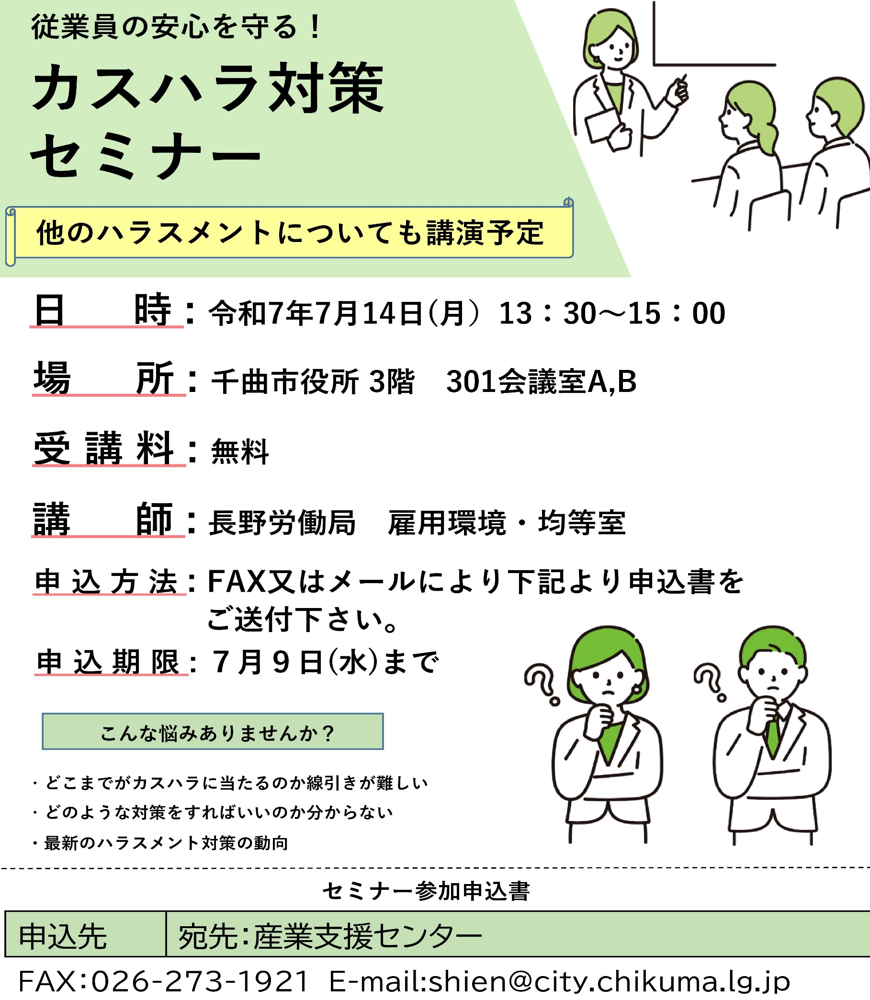 従業員の安心を守る！
カスハラ対策
セミナー
他のハラスメントについても講演予定
日　　時：令和7年7月14日(月） 13：30～15：00
場　　所：千曲市役所 3階　301会議室A,B
受 講 料：無料
講　　師：長野労働局　雇用環境・均等室
申 込 方 法：FAX又はメールにより下記より申込書を
ご送付下さい。
申 込 期 限：７月９日(水)まで
こんな悩みありませんか？
・どこまでがカスハラに当たるのか線引きが難しい
・どのような対策をすればいいのか分からない
・最新のハラスメント対策の動向
セミナー参加申込書
申込先　宛先：産業支援センター
FAX：026-273-1921 E-mail:shien@city.chikuma.lg.jp